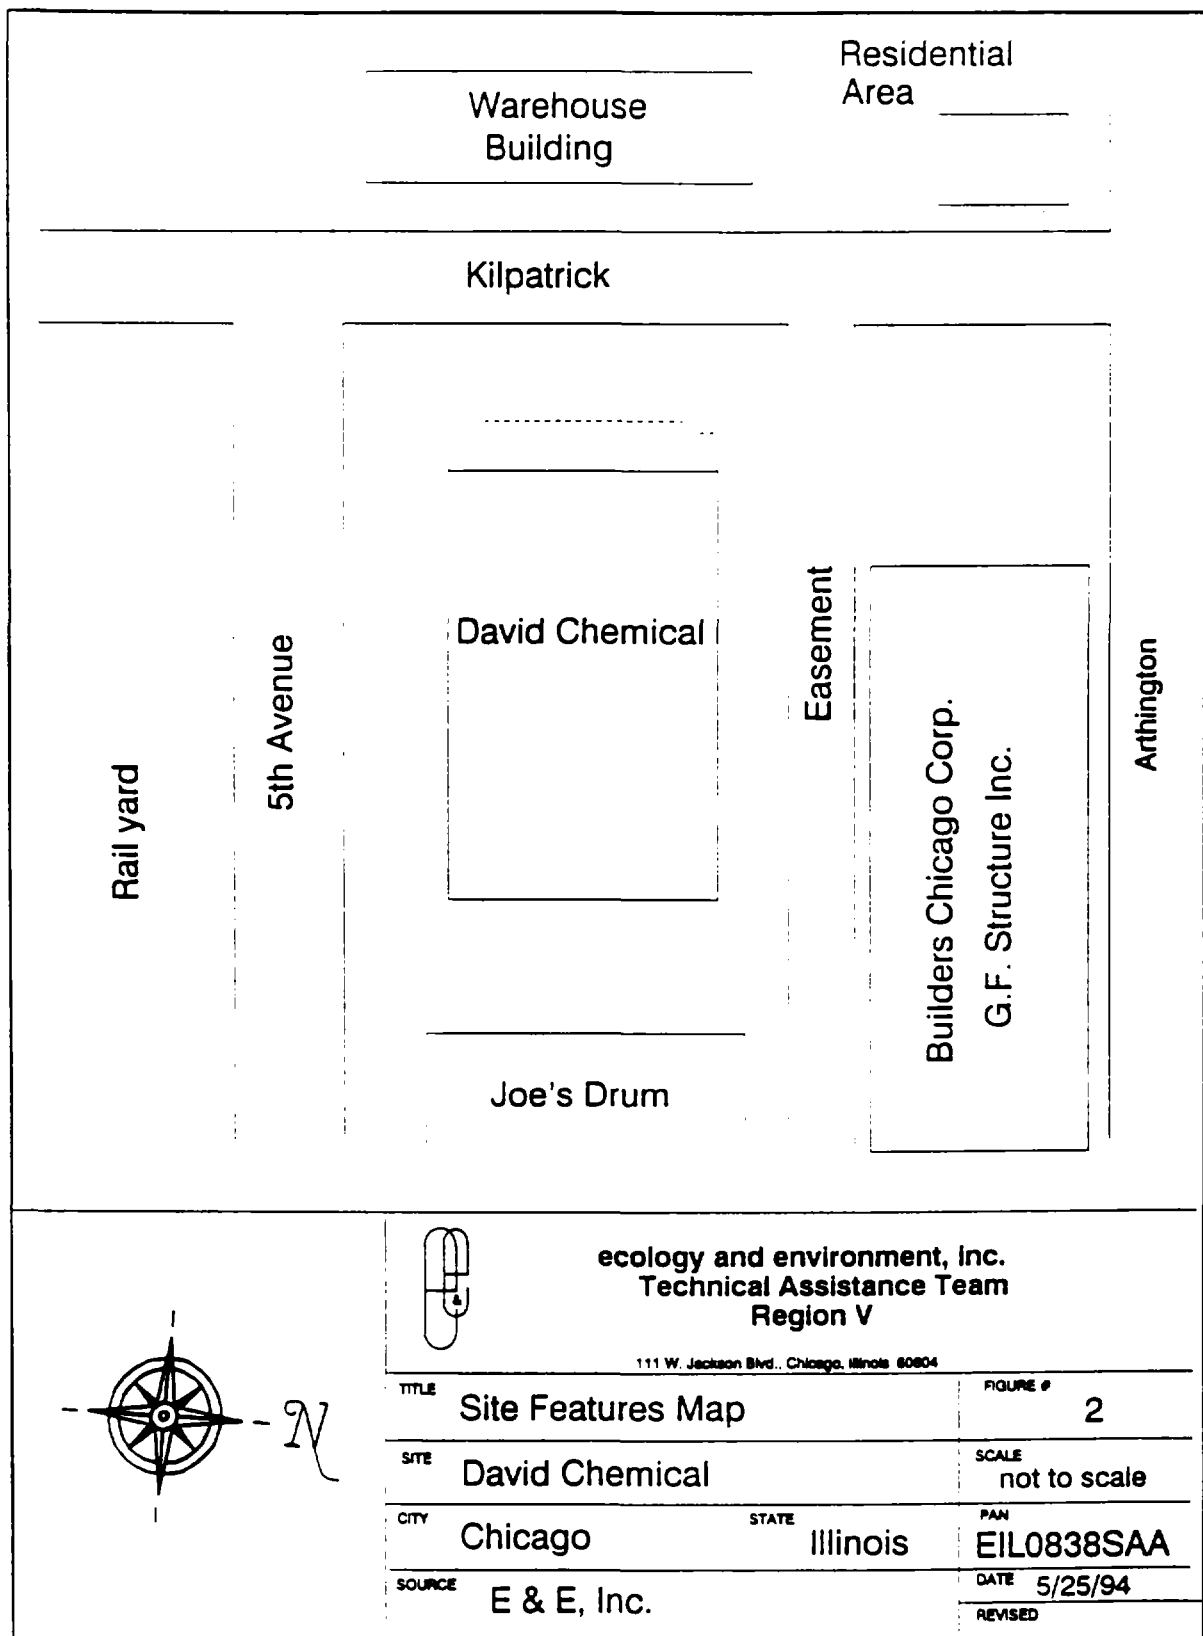 Residential
Area
Warehouse
Building
Kilpatrick
David Chemical
Easement
5th Avenue
Rail yard
Arthington
Builders Chicago Corp.
G.F. Structure Inc.
Joe's Drum
N
&
ecology and environment, inc.
Technical Assistance Team
Region V
111 W. Jackson Blvd., Chicago, Illinois 60604
TITLE Site Features Map
FIGURE # 2
SITE David Chemical
SCALE not to scale
CITY Chicago STATE Illinois
PAN EIL0838SAA
SOURCE E & E, Inc.
DATE 5/25/94
REVISED